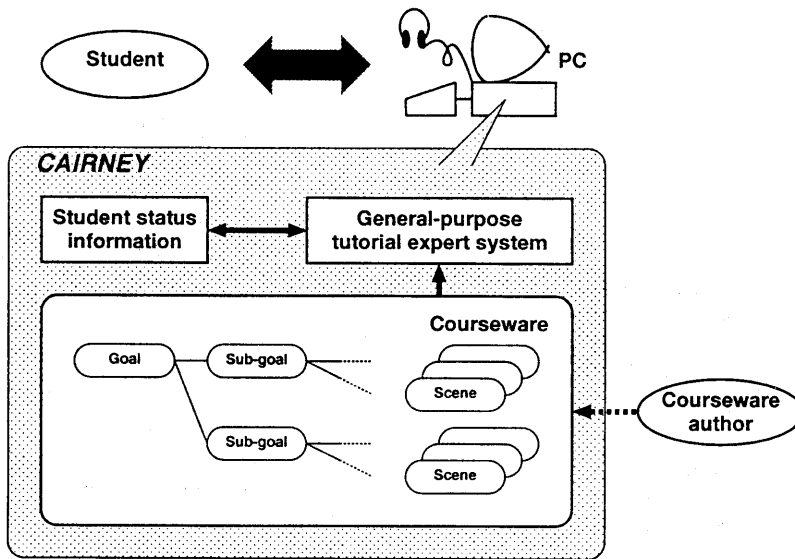 Student
PC
CAIRNEY
Student status
information
General-purpose
tutorial expert system
Courseware
Goal
Sub-goal
Scene
Sub-goal
Scene
Courseware
author